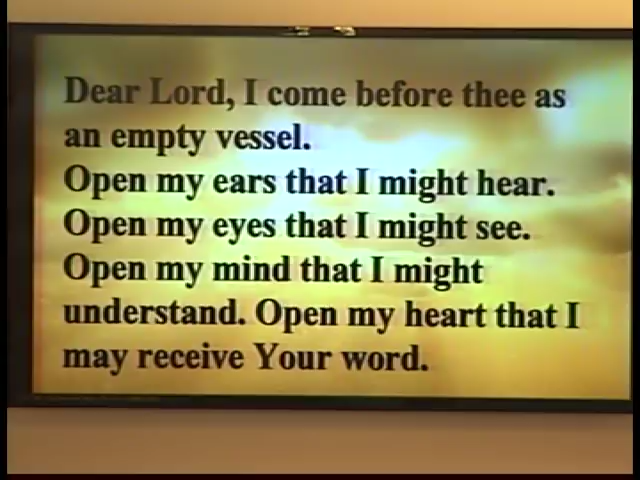 Dear Lord, I come before thee as
an empty vessel.
Open my ears that I might hear.
Open my eyes that I might see.
Open my mind that I might
understand. Open my heart that I
may receive Your word.